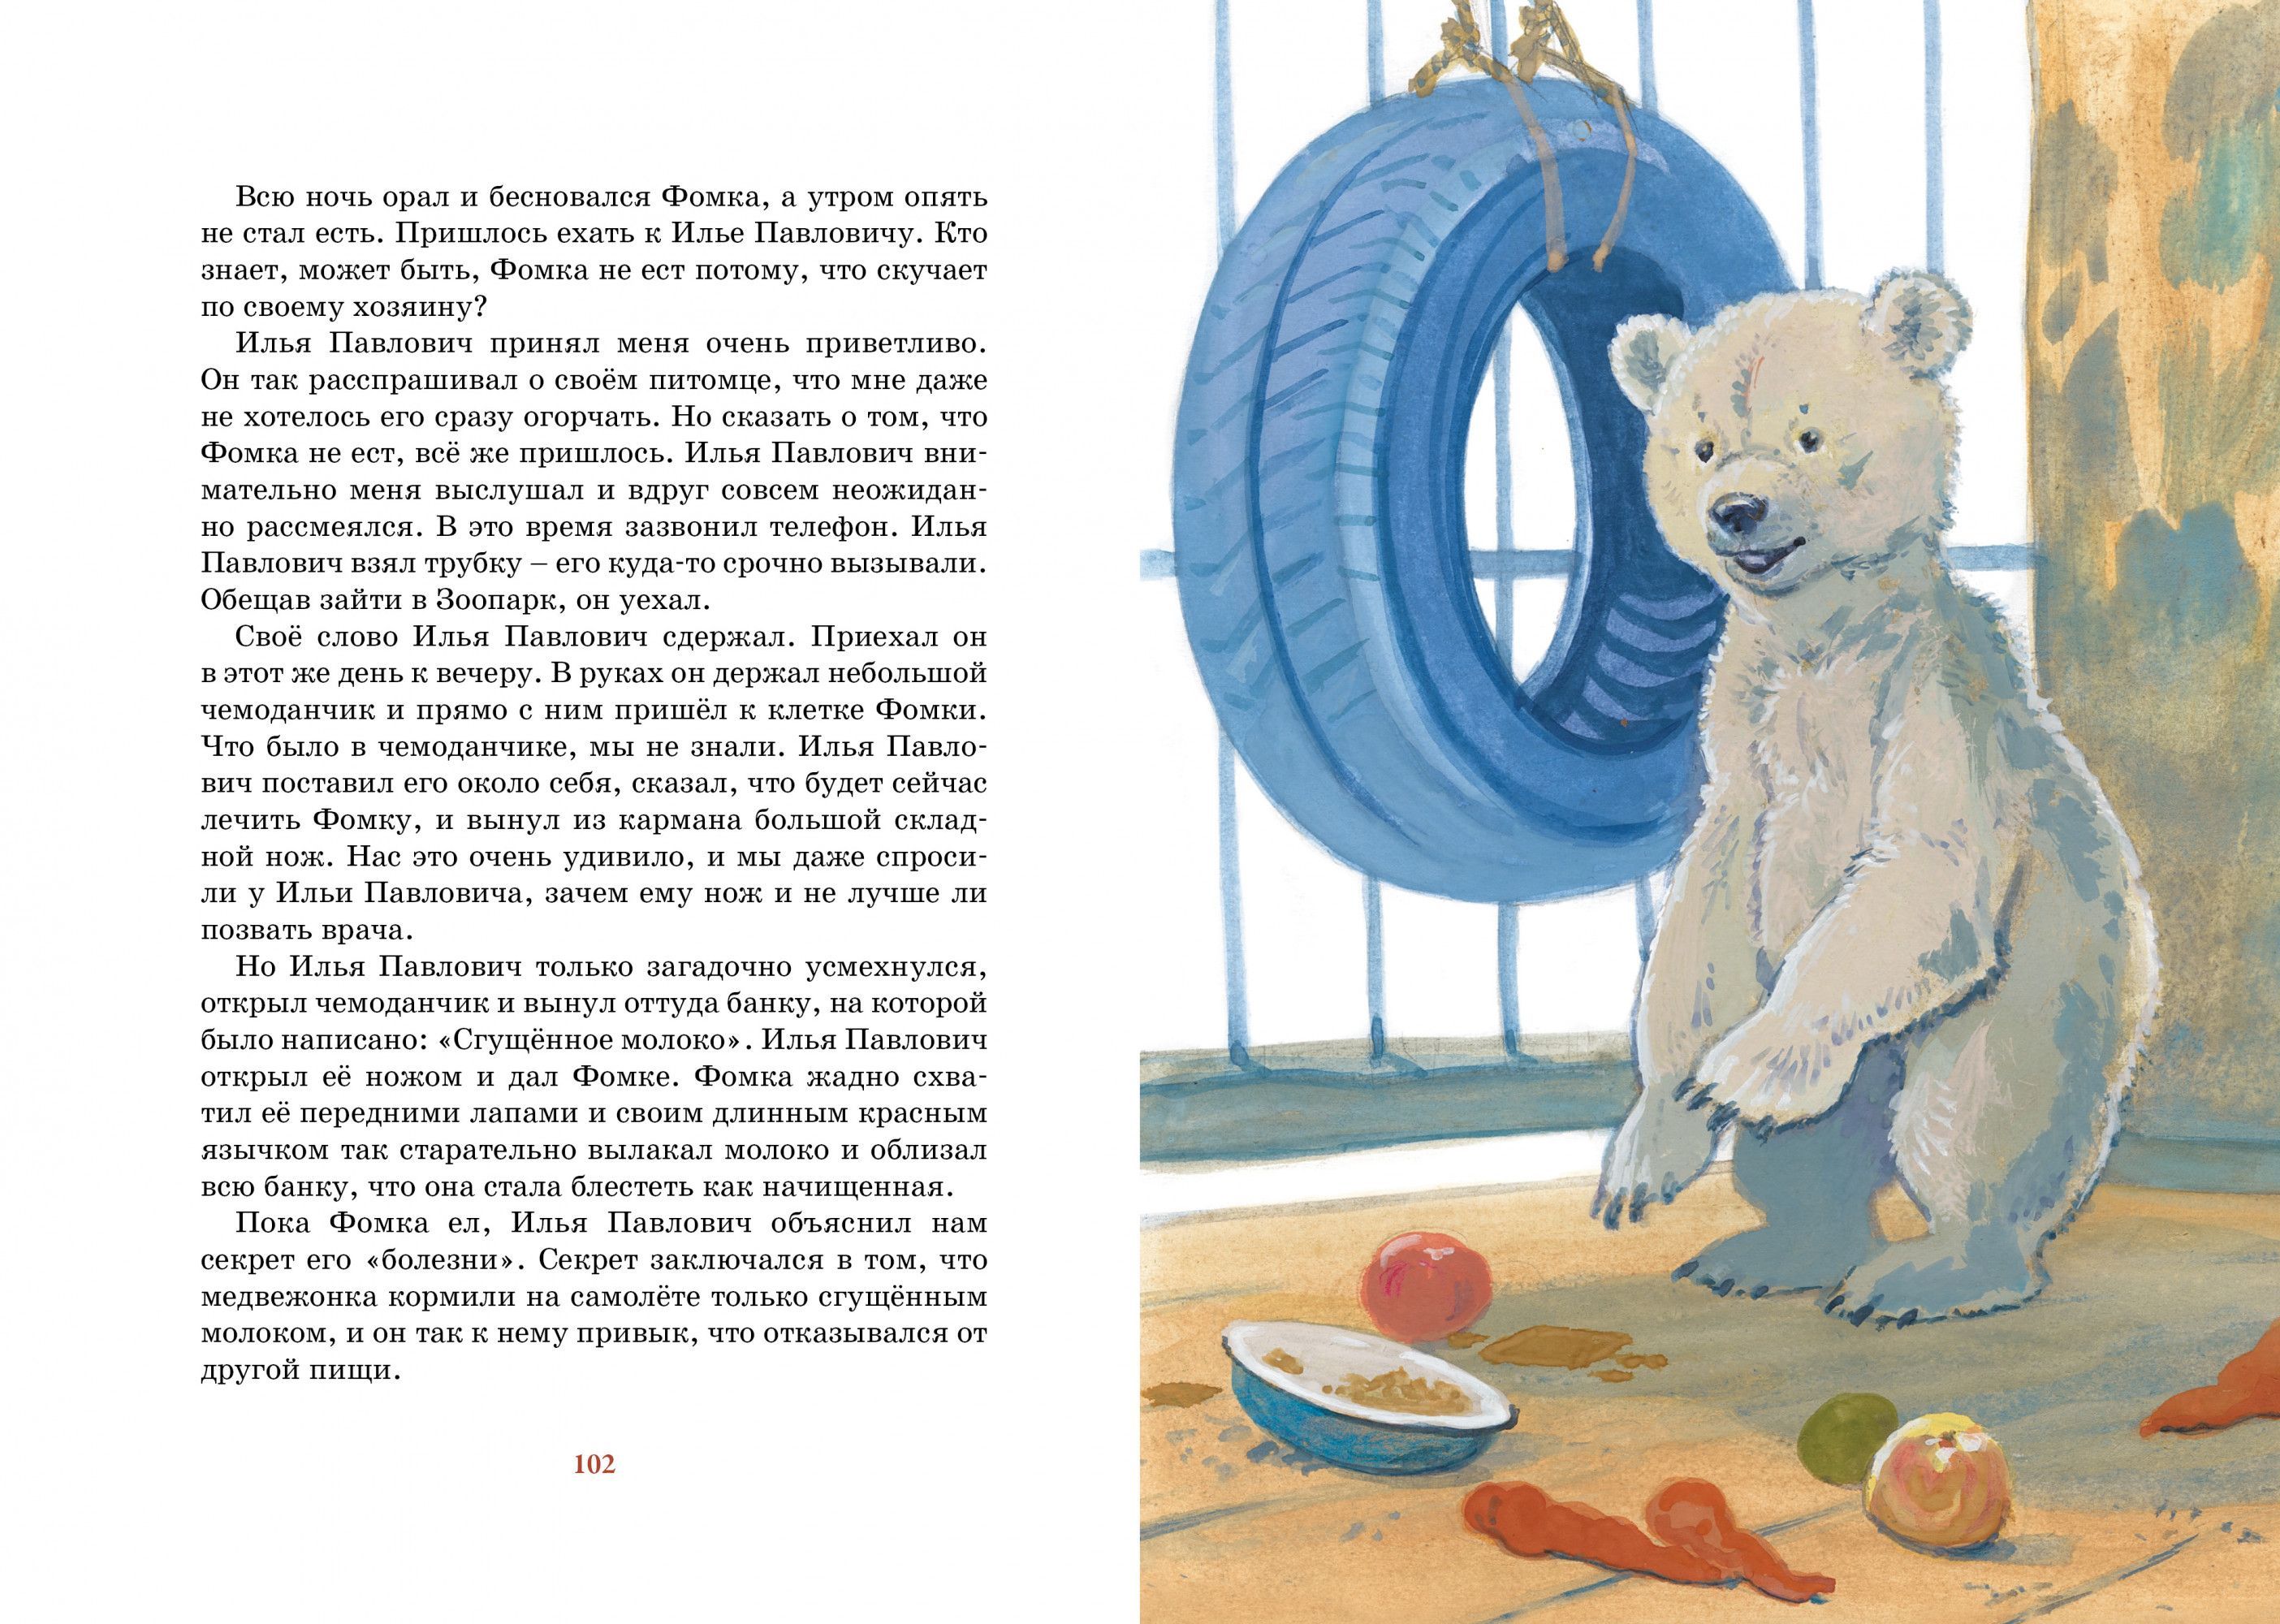 Всю ночь орал и бесновался Фомка, а утром опять
не стал есть. Пришлось ехать к Илье Павловичу. Кто
знает, может быть, Фомка не ест потому, что скучает
по своему хозяину?
Илья Павлович принял меня очень приветливо.
Он так расспрашивал о своём питомце, что мне даже
не хотелось его сразу огорчать. Но сказать о том, что
Фомка не ест, всё же пришлось. Илья Павлович вни-
мательно меня выслушал и вдруг совсем неожидан-
но рассмеялся. В это время зазвонил телефон. Илья
Павлович взял трубку – его куда-то срочно вызывали.
Обещав зайти в Зоопарк, он уехал.
Своё слово Илья Павлович сдержал. Приехал он
в этот же день к вечеру. В руках он держал небольшой
чемоданчик и прямо с ним пришёл к клетке Фомки.
Что было в чемоданчике, мы не знали. Илья Павло-
вич поставил его около себя, сказал, что будет сейчас
лечить Фомку, и вынул из кармана большой склад-
ной нож. Нас это очень удивило, и мы даже спроси-
ли у Ильи Павловича, зачем ему нож и не лучше ли
позвать врача.
Но Илья Павлович только загадочно усмехнулся,
открыл чемоданчик и вынул оттуда банку, на которой
было написано: «Сгущённое молоко». Илья Павлович
открыл её ножом и дал Фомке. Фомка жадно схва-
тил её передними лапами и своим длинным красным
язычком так старательно вылакал молоко и облизал
всю банку, что она стала блестеть как начищенная.
Пока Фомка ел, Илья Павлович объяснил нам
секрет его «болезни». Секрет заключался в том, что
медвежонка кормили на самолёте только сгущённым
молоком, и он так к нему привык, что отказывался от
другой пищи.
102